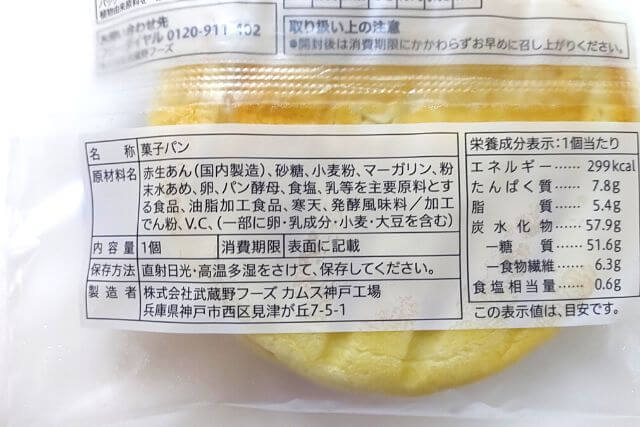 取り扱い上の注意
●開封後は消費期限にかかわらずお早めに召し上がりください。
0120-911-
フーズ
名 称 菓子パン
原材料名 赤生あん(国内製造)、砂糖、小麦粉、マーガリン、粉
末水あめ、卵、パン酵母、食塩、乳等を主要原料とす
る食品、油脂加工食品、寒天、発酵風味料/加工
でん粉、V.C、(一部に卵・乳成分・小麦・大豆を含む)
内容量 1個 消費期限 表面に記載
保存方法 直射日光・高温多湿をさけて、保存してください。
製造者 株式会社武蔵野フーズ カムス神戸工場
兵庫県神戸市西区見津が丘7-5-1
栄養成分表示:1個当たり
エネルギー…… 299kcal
たんぱく質…… 7.8g
脂質…… 5.4g
炭水化物…… 57.9g
ー糖質…… 51.6g
ー食物繊維…… 6.3g
食塩相当量…… 0.6g
この表示値は、目安です。